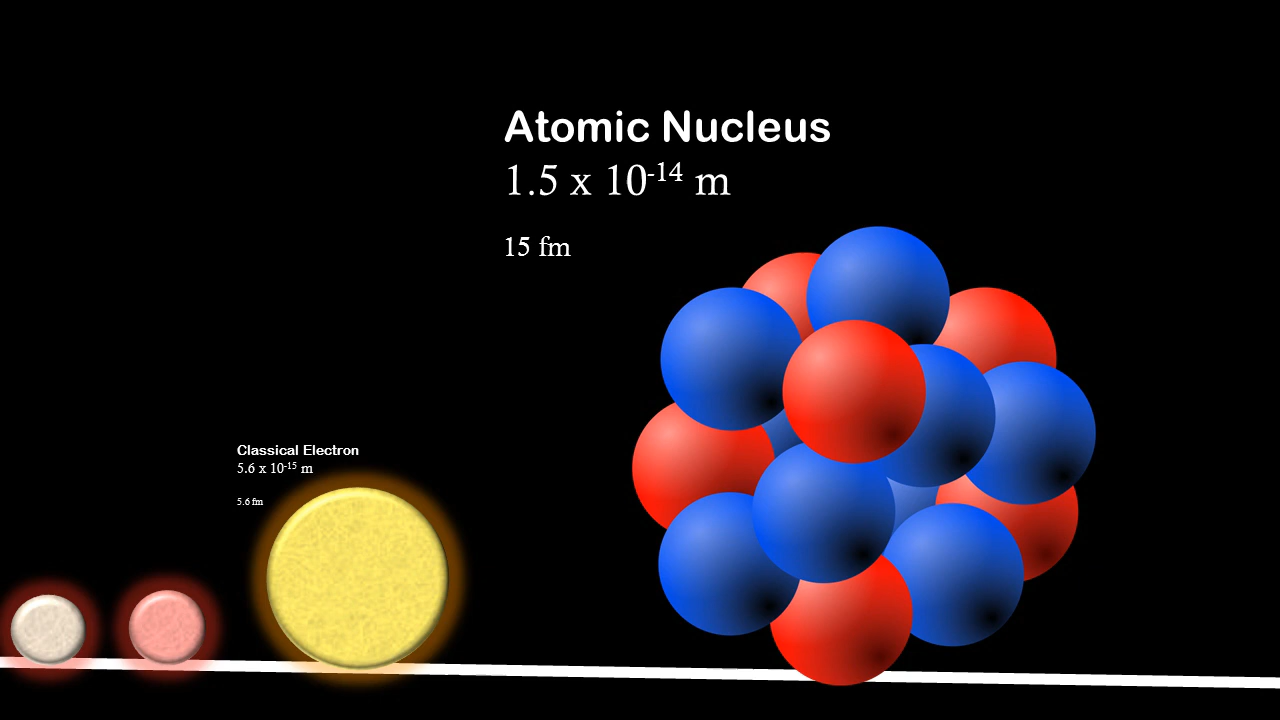 Atomic Nucleus
1.5 x 10⁻¹⁴ m
15 fm
Classical Electron
5.6 x 10⁻¹⁵ m
5.6 fm